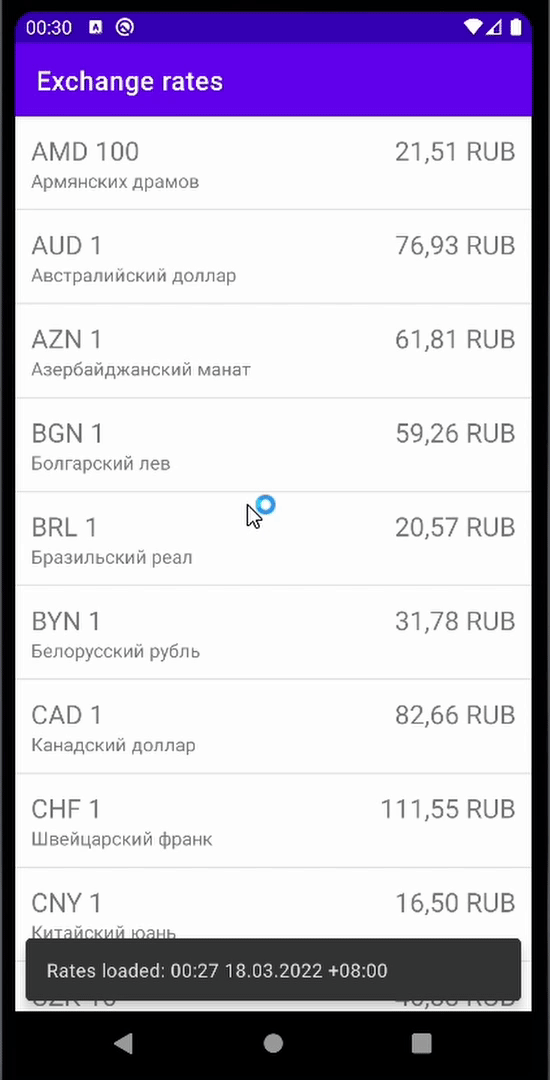 00:30
Exchange rates
AMD 100 21,51 RUB
Армянских драмов
AUD 1 76,93 RUB
Австралийский доллар
AZN 1 61,81 RUB
Азербайджанский манат
BGN 1 59,26 RUB
Болгарский лев
BRL 1 20,57 RUB
Бразильский реал
BYN 1 31,78 RUB
Белорусский рубль
CAD 1 82,66 RUB
Канадский доллар
CHF 1 111,55 RUB
Швейцарский франк
CNY 1 16,50 RUB
Китайский юань
Rates loaded: 00:27 18.03.2022 +08:00